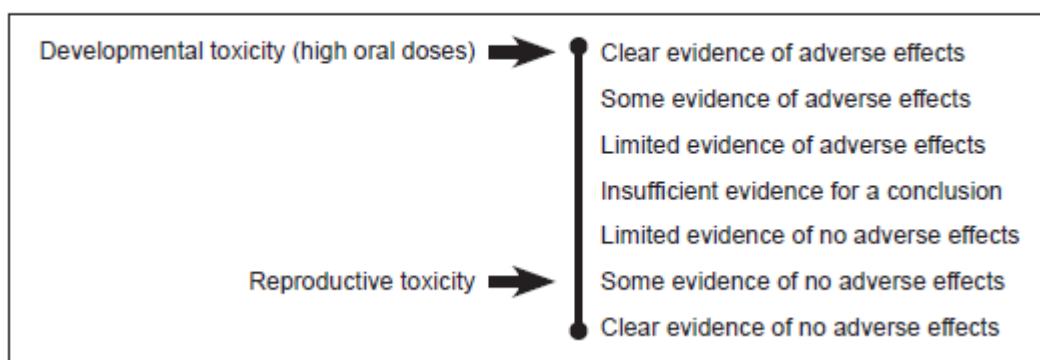 Developmental toxicity (high oral doses) Clear evidence of adverse effects
Some evidence of adverse effects
Limited evidence of adverse effects
Insufficient evidence for a conclusion
Limited evidence of no adverse effects
Reproductive toxicity Some evidence of no adverse effects
Clear evidence of no adverse effects